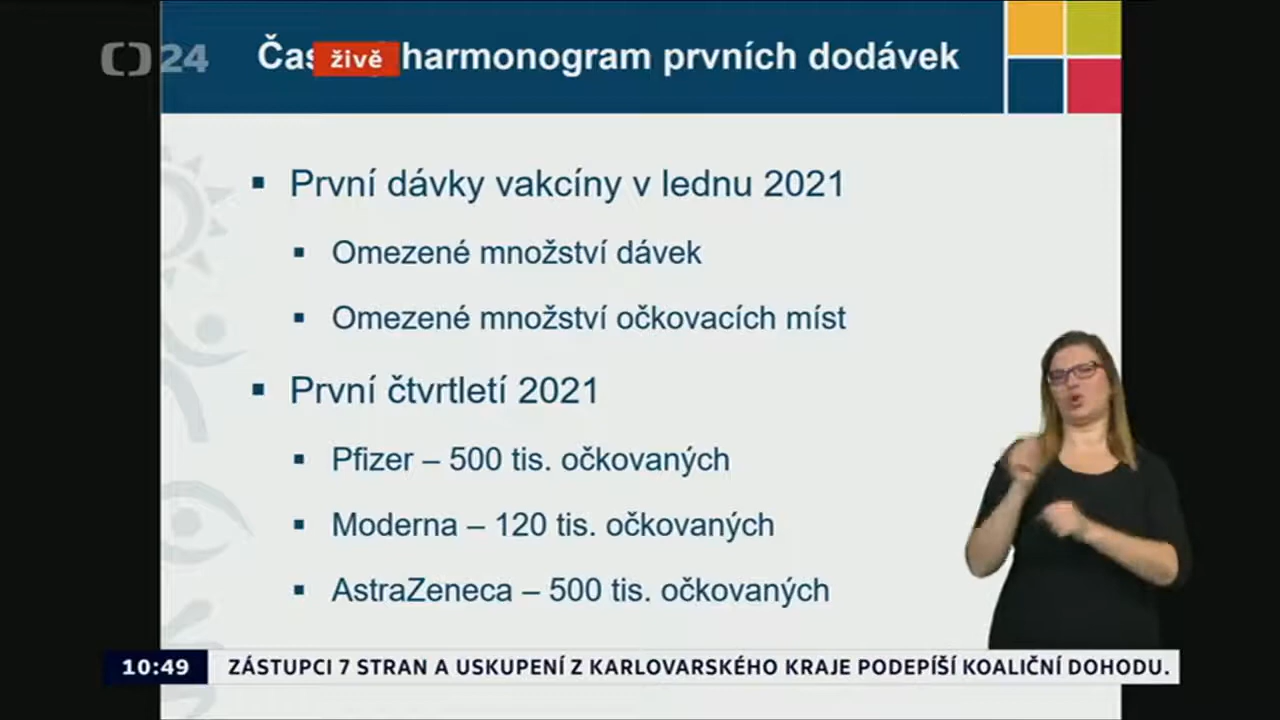 24
živě
harmonogram prvních dodávek
První dávky vakcíny v lednu 2021
Omezené množství dávek
Omezené množství očkovacích míst
První čtvrtletí 2021
Pfizer – 500 tis. očkovaných
Moderna – 120 tis. očkovaných
AstraZeneca – 500 tis. očkovaných
10:49 ZÁSTUPCI 7 STRAN A USKUPENÍ Z KARLOVARSKÉHO KRAJE PODEPÍŠÍ KOALIČNÍ DOHODU.